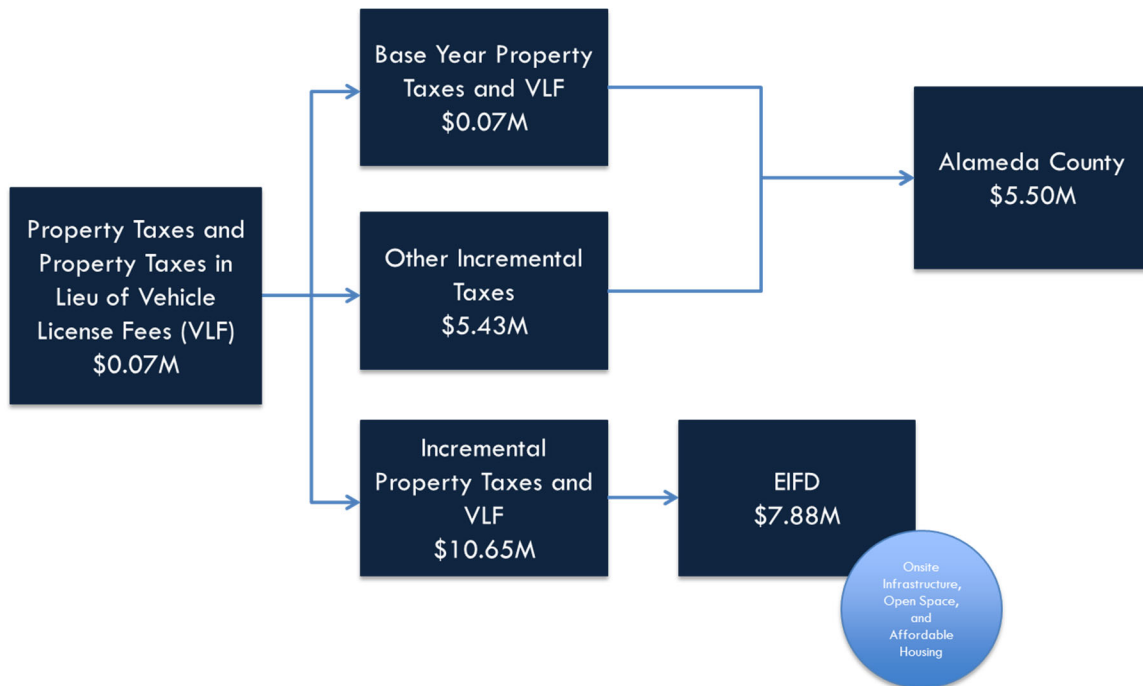 Property Taxes and
Property Taxes in
Lieu of Vehicle
License Fees (VLF)
$0.07M
Base Year Property
Taxes and VLF
$0.07M
Other Incremental
Taxes
$5.43M
Incremental
Property Taxes and
VLF
$10.65M
Alameda County
$5.50M
EIFD
$7.88M
Onsite
Infrastructure,
Open Space,
and
Affordable
Housing